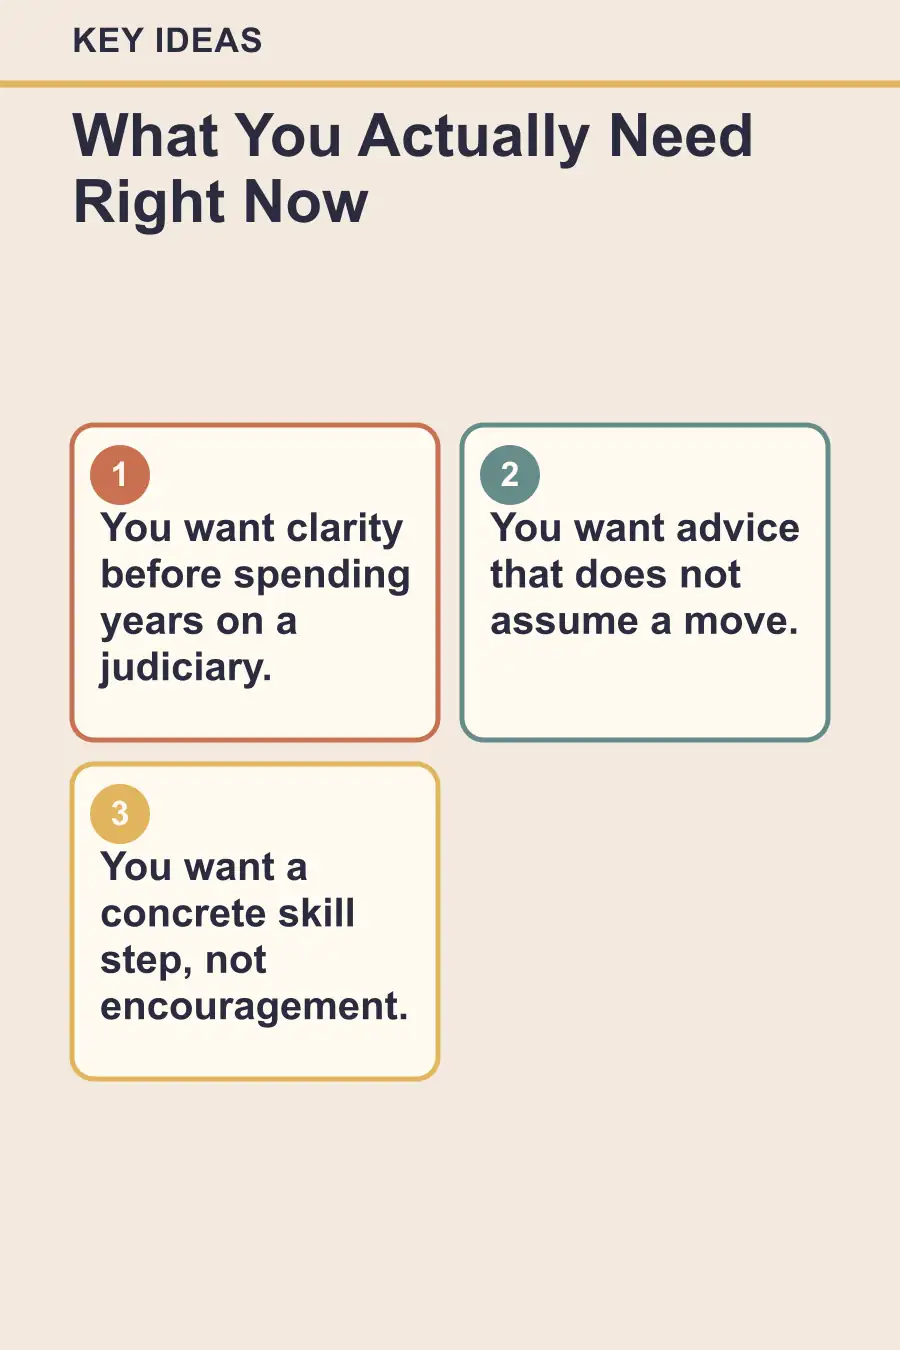 KEY IDEAS
What You Actually Need
Right Now
1
You want clarity
before spending
years on a
judiciary.
2
You want advice
that does not
assume a move.
3
You want a
concrete skill
step, not
encouragement.